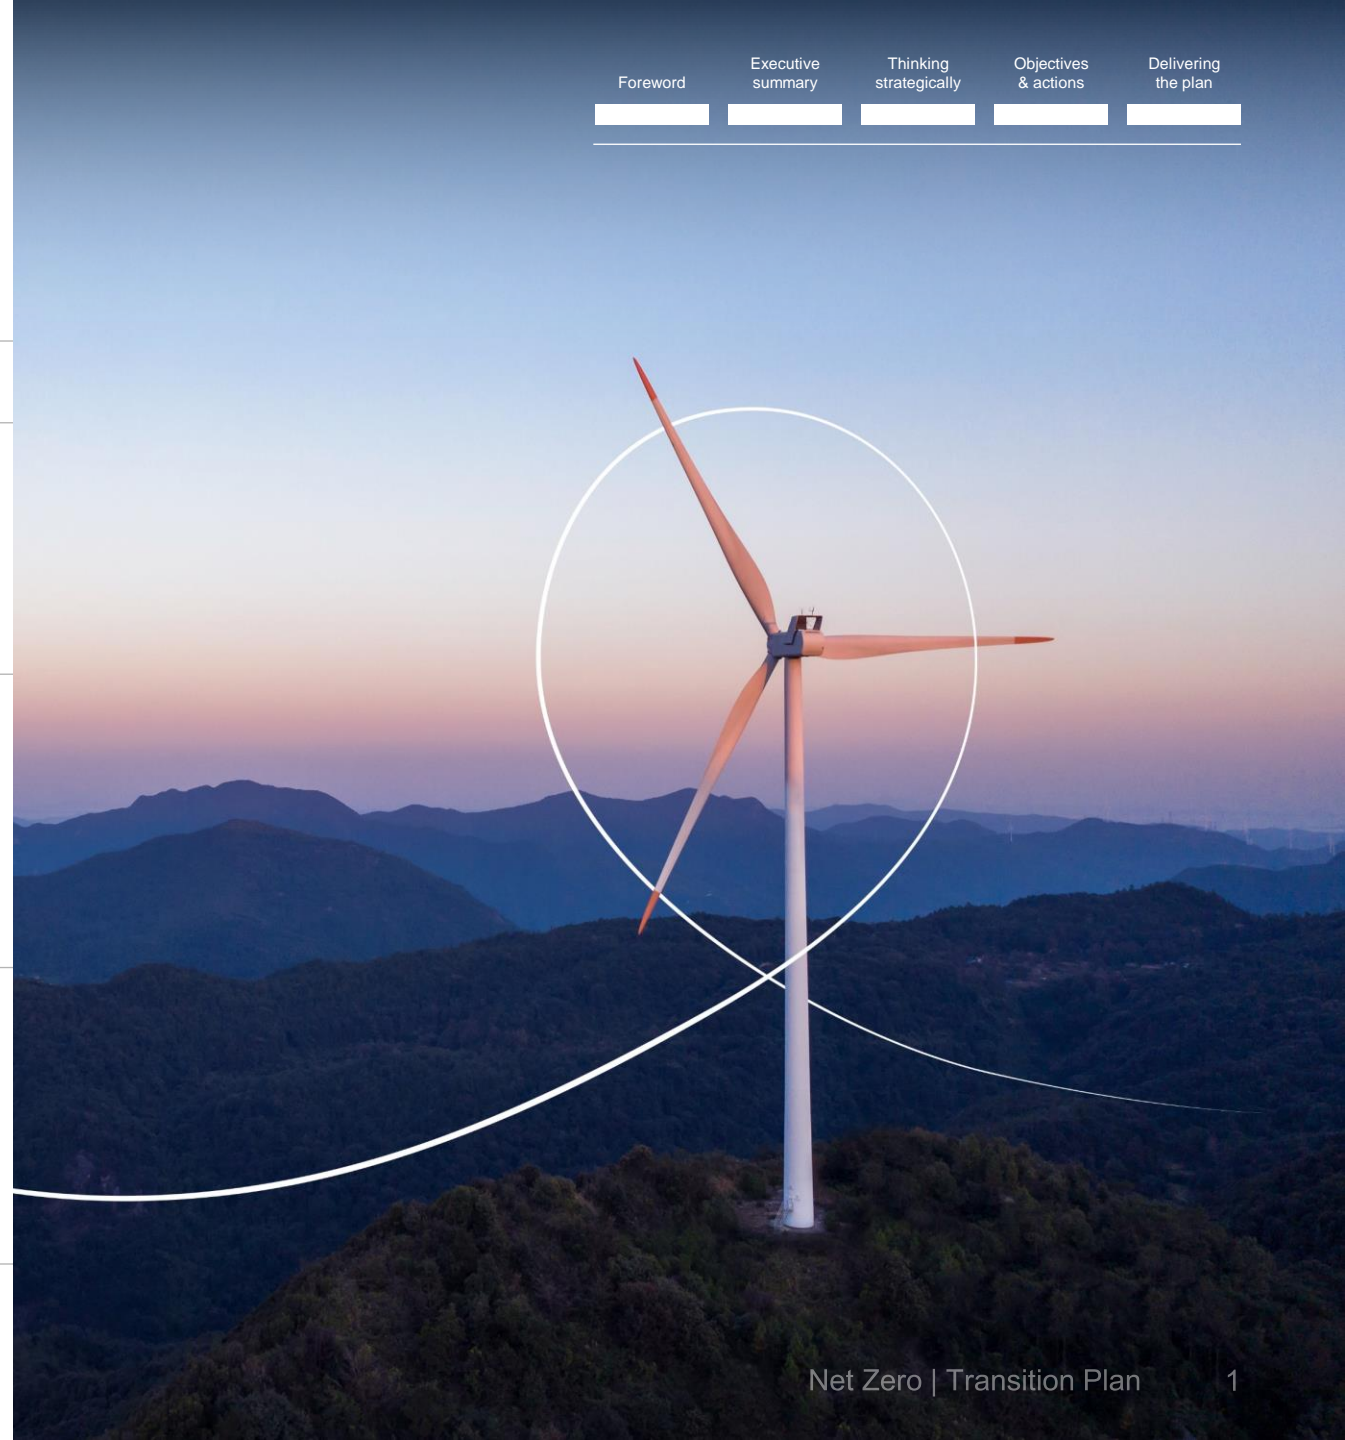 Foreword
Executive
summary
Thinking
strategically
Objectives
& actions
Delivering
the plan
Net Zero | Transition Plan 1